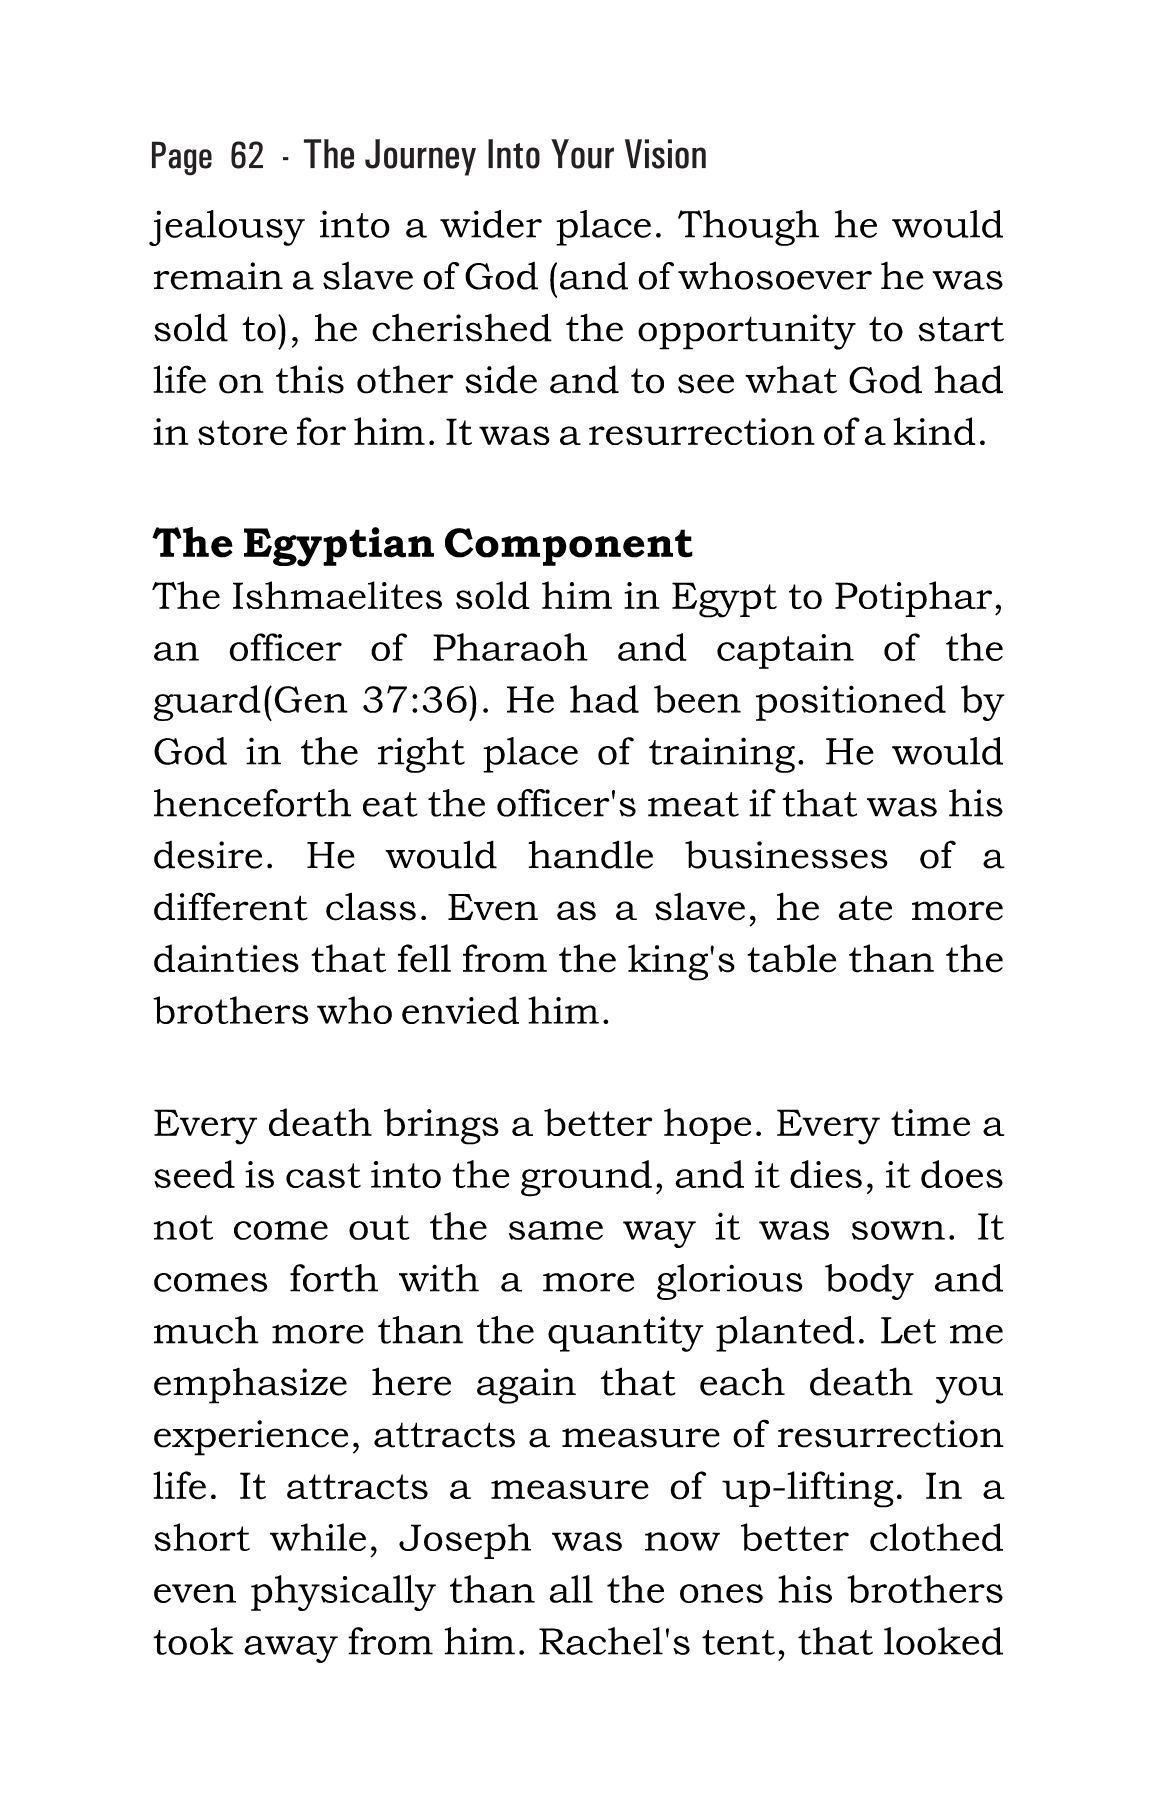 Page 62 - The Journey Into Your Vision
jealousy into a wider place. Though he would
remain a slave of God (and of whosoever he was
sold to), he cherished the opportunity to start
life on this other side and to see what God had
in store for him. It was a resurrection of a kind.
The Egyptian Component
The Ishmaelites sold him in Egypt to Potiphar,
an officer of Pharaoh and captain of the
guard(Gen 37:36). He had been positioned by
God in the right place of training. He would
henceforth eat the officer's meat if that was his
desire. He would handle businesses of a
different class. Even as a slave, he ate more
dainties that fell from the king's table than the
brothers who envied him.
Every death brings a better hope. Every time a
seed is cast into the ground, and it dies, it does
not come out the same way it was sown. It
comes forth with a more glorious body and
much more than the quantity planted. Let me
emphasize here again that each death you
experience, attracts a measure of resurrection
life. It attracts a measure of up-lifting. In a
short while, Joseph was now better clothed
even physically than all the ones his brothers
took away from him. Rachel's tent, that looked